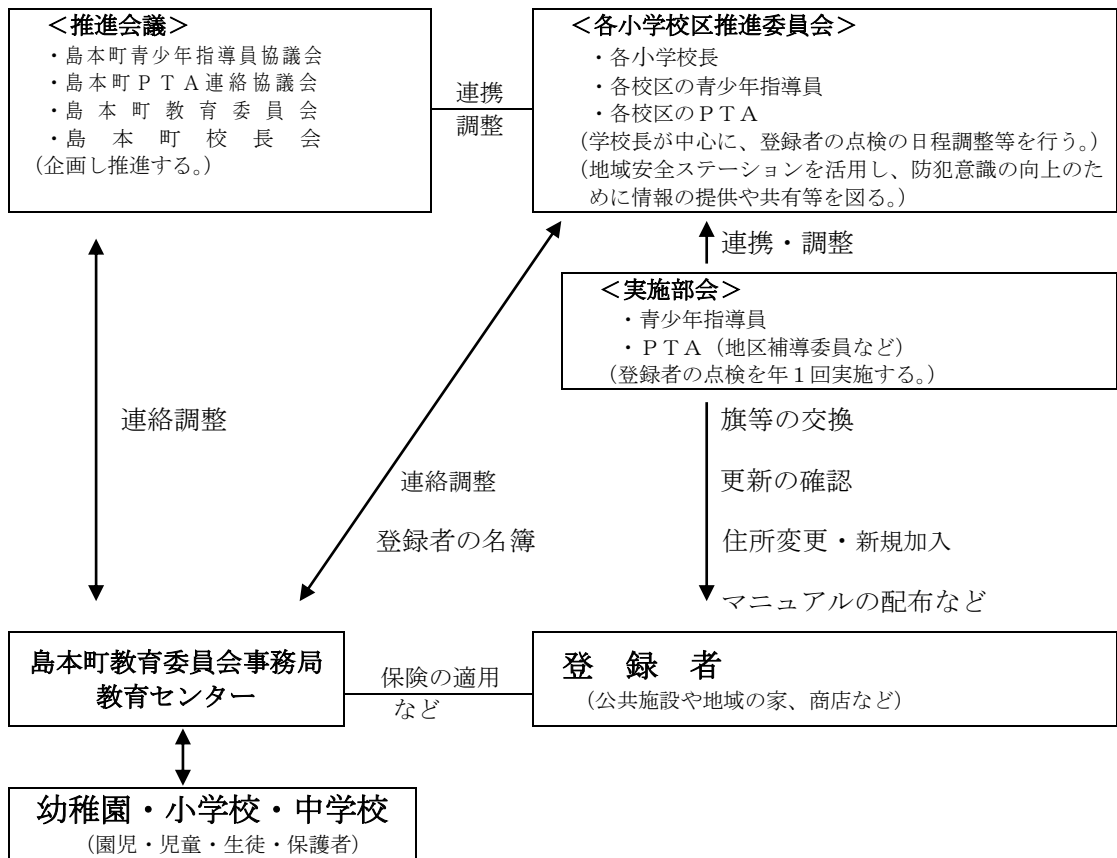 ＜推進会議＞
・島本町青少年指導員協議会
・島本町ＰＴＡ連絡協議会
・島本町教育委員会
・島本町校長会
(企画し推進する。)
連携
調整
＜各小学校区推進委員会＞
・各小学校長
・各校区の青少年指導員
・各校区のＰＴＡ
(学校長が中心に、登録者の点検の日程調整等を行う。)
(地域安全ステーションを活用し、防犯意識の向上のた
めに情報の提供や共有等を図る。)
連携・調整
＜実施部会＞
・青少年指導員
・ＰＴＡ（地区補導委員など）
(登録者の点検を年１回実施する。)
連絡調整
連絡調整
登録者の名簿
旗等の交換
更新の確認
住所変更・新規加入
マニュアルの配布など
島本町教育委員会事務局
教育センター
保険の適用
など
登　録　者
（公共施設や地域の家、商店など）
幼稚園・小学校・中学校
（園児・児童・生徒・保護者）